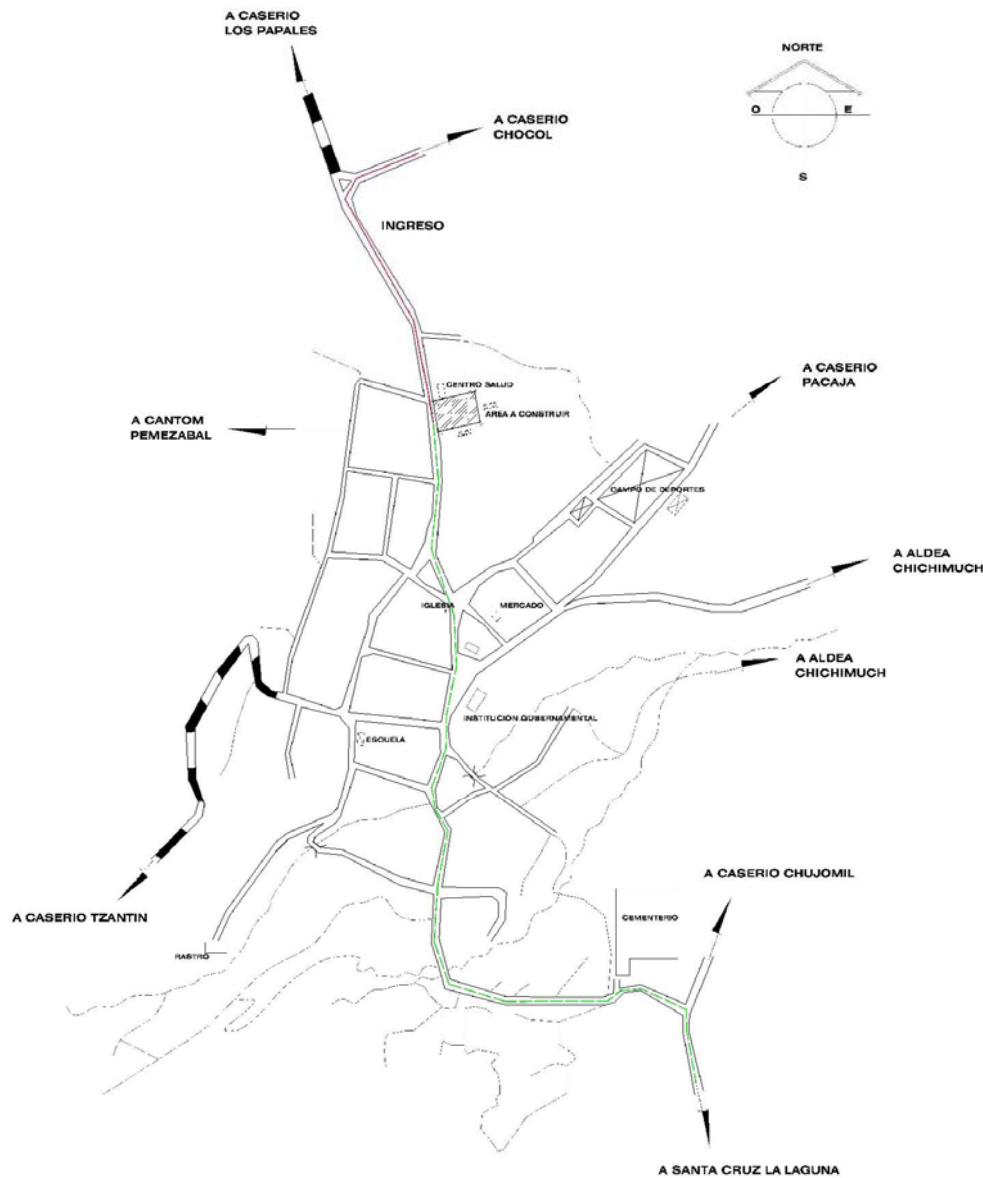 A CASERIO
LOS PAPALES
NORTE
O
E
S
A CASERIO
CHOCOL
INGRESO
A CASERIO
PACAJA
CENTRO SALUD
AREA A CONSTRUIR
A CANTOM
PEMEZABAL
CAMPO DE DEPORTES
A ALDEA
CHICHIMUCH
IGLESIA
MERCADO
A ALDEA
CHICHIMUCH
INSTITUCION GUBERNAMENTAL
ESCUELA
A CASERIO CHUJOMIL
A CASERIO TZANTIN
CEMENTERIO
RASTRO
A SANTA CRUZ LA LAGUNA